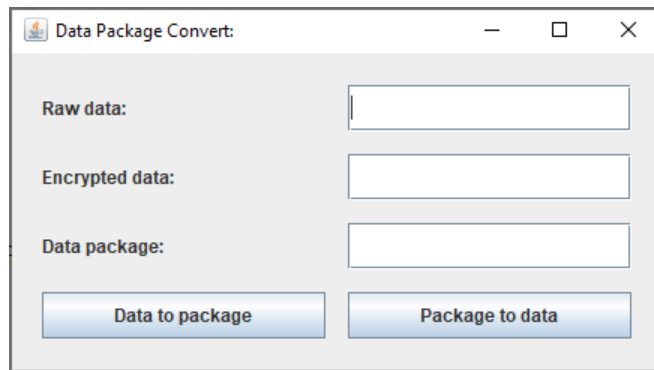 Data Package Convert:
Raw data:
Encrypted data:
Data package:
Data to package Package to data